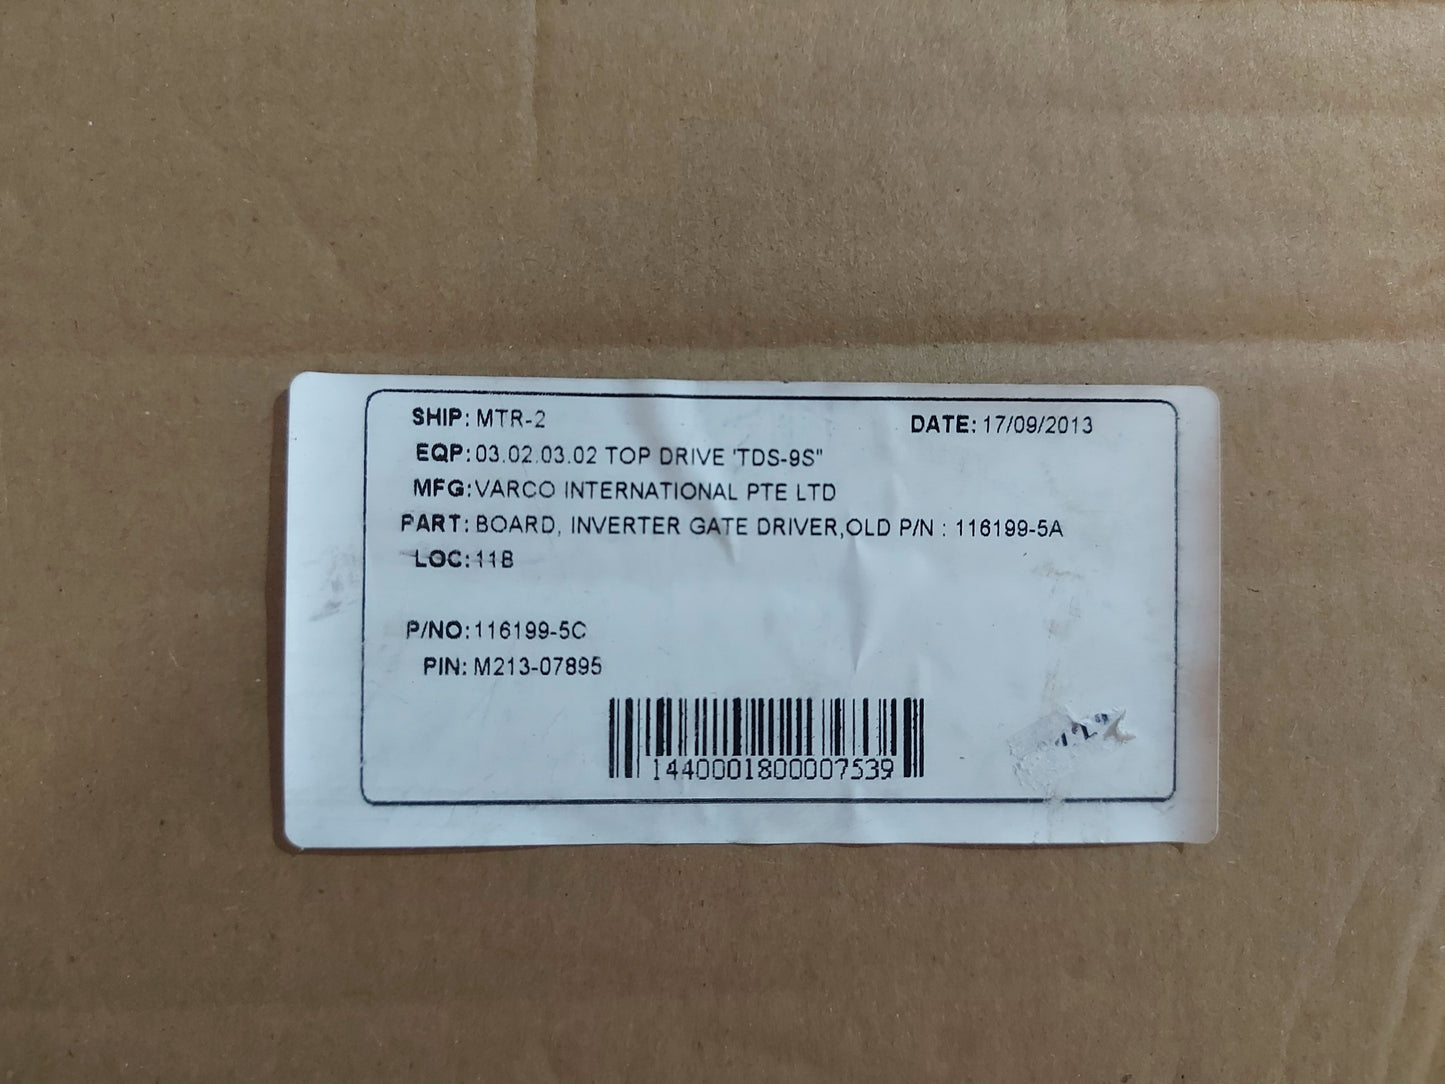 SHIP: MTR-2 DATE: 17/09/2013
EQP: 03.02.03.02 TOP DRIVE 'TDS-9S"
MFG: VARCO INTERNATIONAL PTE LTD
PART: BOARD, INVERTER GATE DRIVER,OLD P/N : 116199-5A
LOC: 11B
P/NO: 116199-5C
PIN: M213-07895
1440001800007539